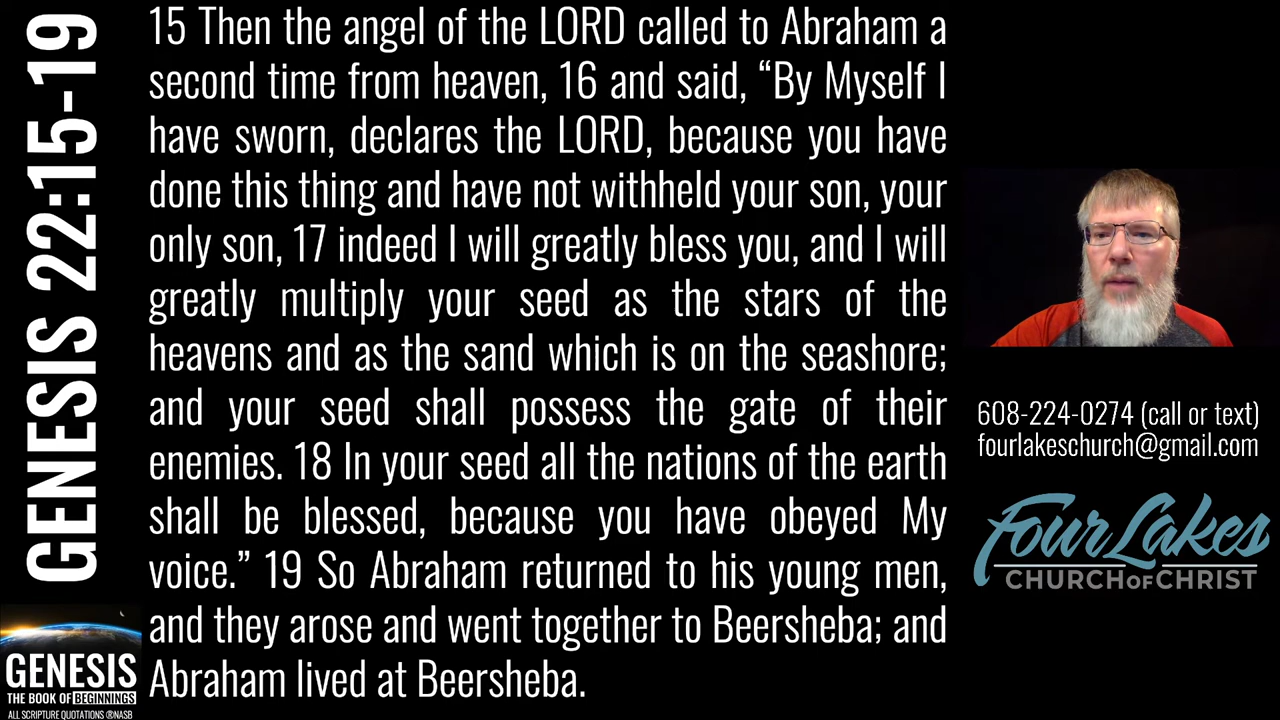 GENESIS 22:15-19
15 Then the angel of the LORD called to Abraham a
second time from heaven, 16 and said, “By Myself I
have sworn, declares the LORD, because you have
done this thing and have not withheld your son, your
only son, 17 indeed I will greatly bless you, and I will
greatly multiply your seed as the stars of the
heavens and as the sand which is on the seashore;
and your seed shall possess the gate of their
enemies. 18 In your seed all the nations of the earth
shall be blessed, because you have obeyed My
voice.” 19 So Abraham returned to his young men,
and they arose and went together to Beersheba; and
Abraham lived at Beersheba.
GENESIS
THE BOOK OF BEGINNINGS
ALL SCRIPTURE QUOTATIONS ®NASB
608-224-0274 (call or text)
fourlakeschurch@gmail.com
Four Lakes
CHURCH OF CHRIST